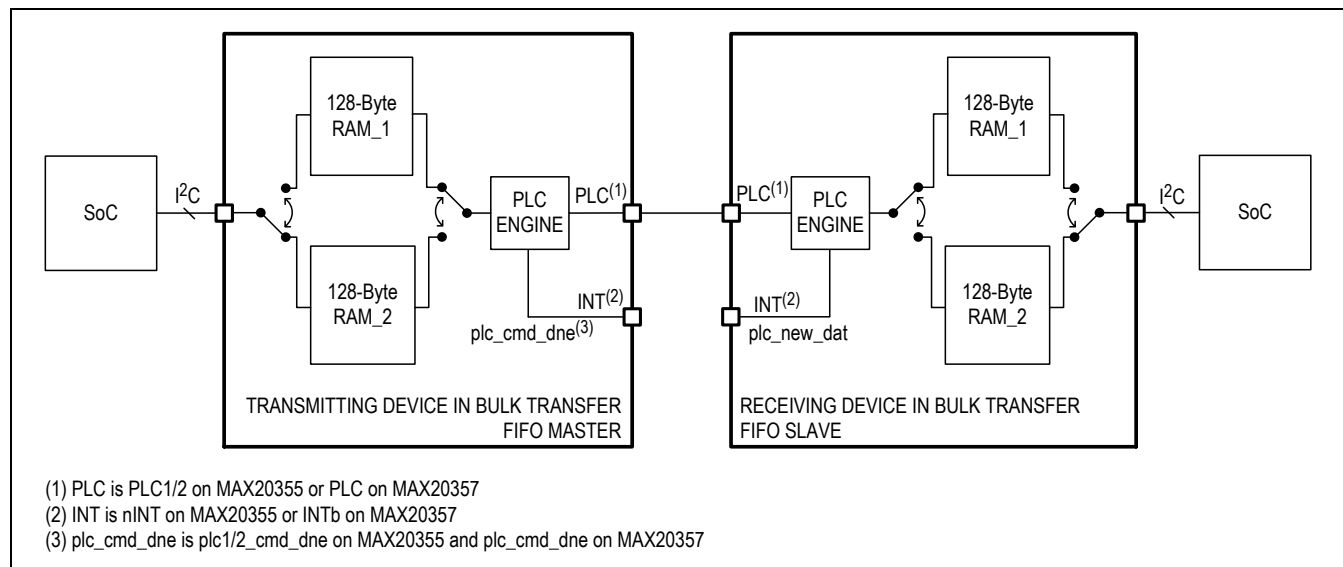 SoC
I²C
128-Byte
RAM_1
128-Byte
RAM_2
PLC
ENGINE
PLC(1)
INT(2)
plc_cmd_dne(3)
TRANSMITTING DEVICE IN BULK TRANSFER
FIFO MASTER
PLC(1)
PLC
ENGINE
INT(2)
plc_new_dat
128-Byte
RAM_1
128-Byte
RAM_2
RECEIVING DEVICE IN BULK TRANSFER
FIFO SLAVE
I²C
SoC
(1) PLC is PLC1/2 on MAX20355 or PLC on MAX20357
(2) INT is nINT on MAX20355 or INTb on MAX20357
(3) plc_cmd_dne is plc1/2_cmd_dne on MAX20355 and plc_cmd_dne on MAX20357